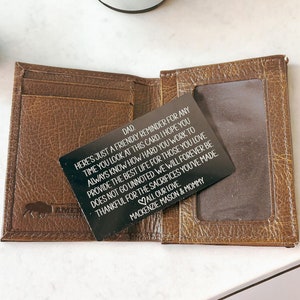 DAD,
HERE'S JUST A FRIENDLY REMINDER FOR ANY
TIME YOU LOOK AT THIS CARD I HOPE YOU
ALWAYS KNOW HOW HARD YOU WORK TO
PROVIDE THE BEST LIFE FOR THOSE YOU LOVE
DOES NOT GO UNNOTED. WE WILL FOREVER BE
THANKFUL FOR THE SACRIFICES YOU'VE MADE.
♡ALL OUR LOVE,
MACKENZIE, MASON & MOMMY